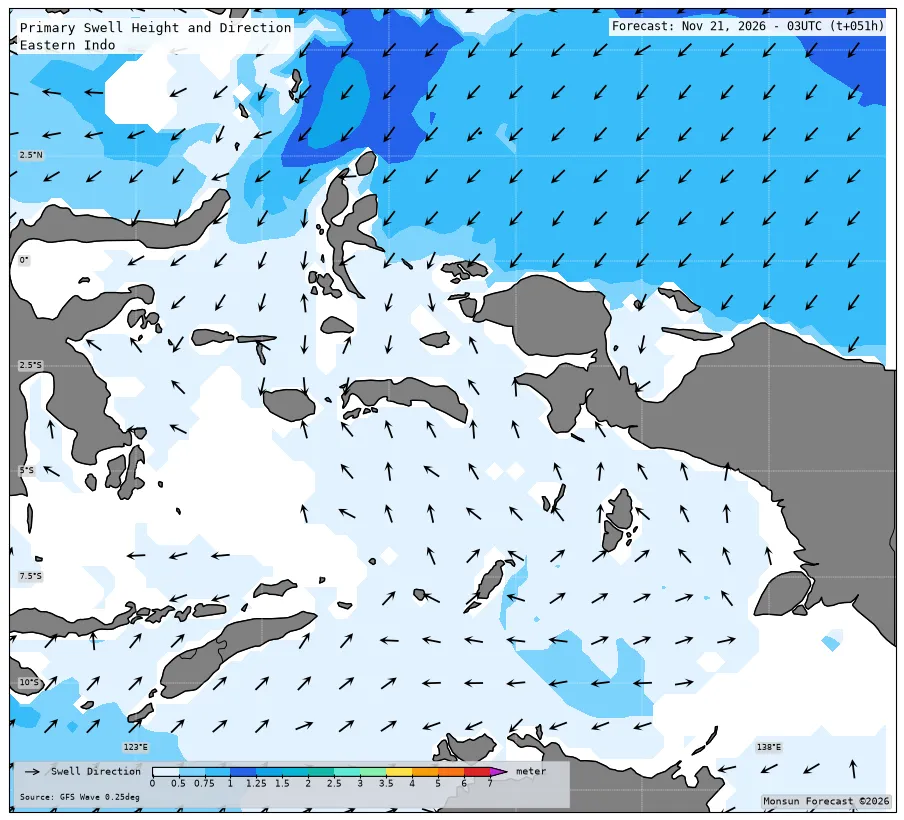 Primary Swell Height and Direction
Eastern Indo
Forecast: Nov 21, 2026 - 03UTC (t+051h)
2.5°N
0°
2.5°S
5°S
7.5°S
10°S
123°E
138°E
Swell Direction
meter
0 0.5 0.75 1 1.25 1.5 2 2.5 3 3.5 4 5 6 7
Source: GFS Wave 0.25deg
Monsun Forecast ©2026